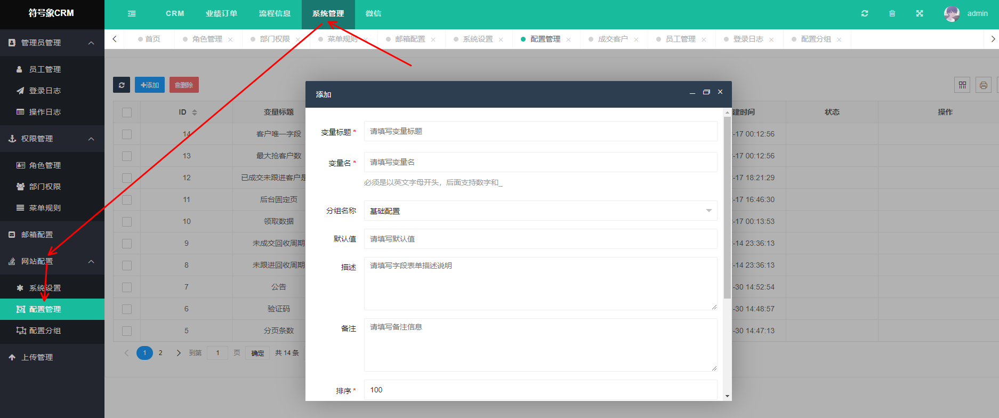 符号象CRM
CRM
业绩订单
流程信息
系统管理
微信
admin
首页
角色管理
部门权限
菜单规则
邮箱配置
系统设置
配置管理
成交客户
员工管理
登录日志
配置分组
管理员管理
员工管理
登录日志
操作日志
权限管理
角色管理
部门权限
菜单规则
邮箱配置
网站配置
系统设置
配置管理
配置分组
上传管理
添加
删除
ID 变量标题 建时间 状态 操作
14 客户唯一字段 -17 00:12:56
13 最大抢客户数 -17 00:12:56
12 已成交未跟进客户是 -17 18:21:29
11 后台固定页 -17 16:46:30
10 领取数据 -17 00:13:53
9 未成交回收周期 -14 23:36:13
8 未跟进回收周期 -14 23:36:13
7 公告 -30 14:52:54
6 验证码 -30 14:48:57
5 分页条数 -30 14:47:13
1 2 到第 1 页 确定 共 14 条
添加
变量标题 * 请填写变量标题
变量名 * 请填写变量名
必须是以英文字母开头，后面支持数字和_
分组名称 基础配置
默认值 请填写默认值
描述 请填写字段表单描述说明
备注 请填写备注信息
排序 * 100